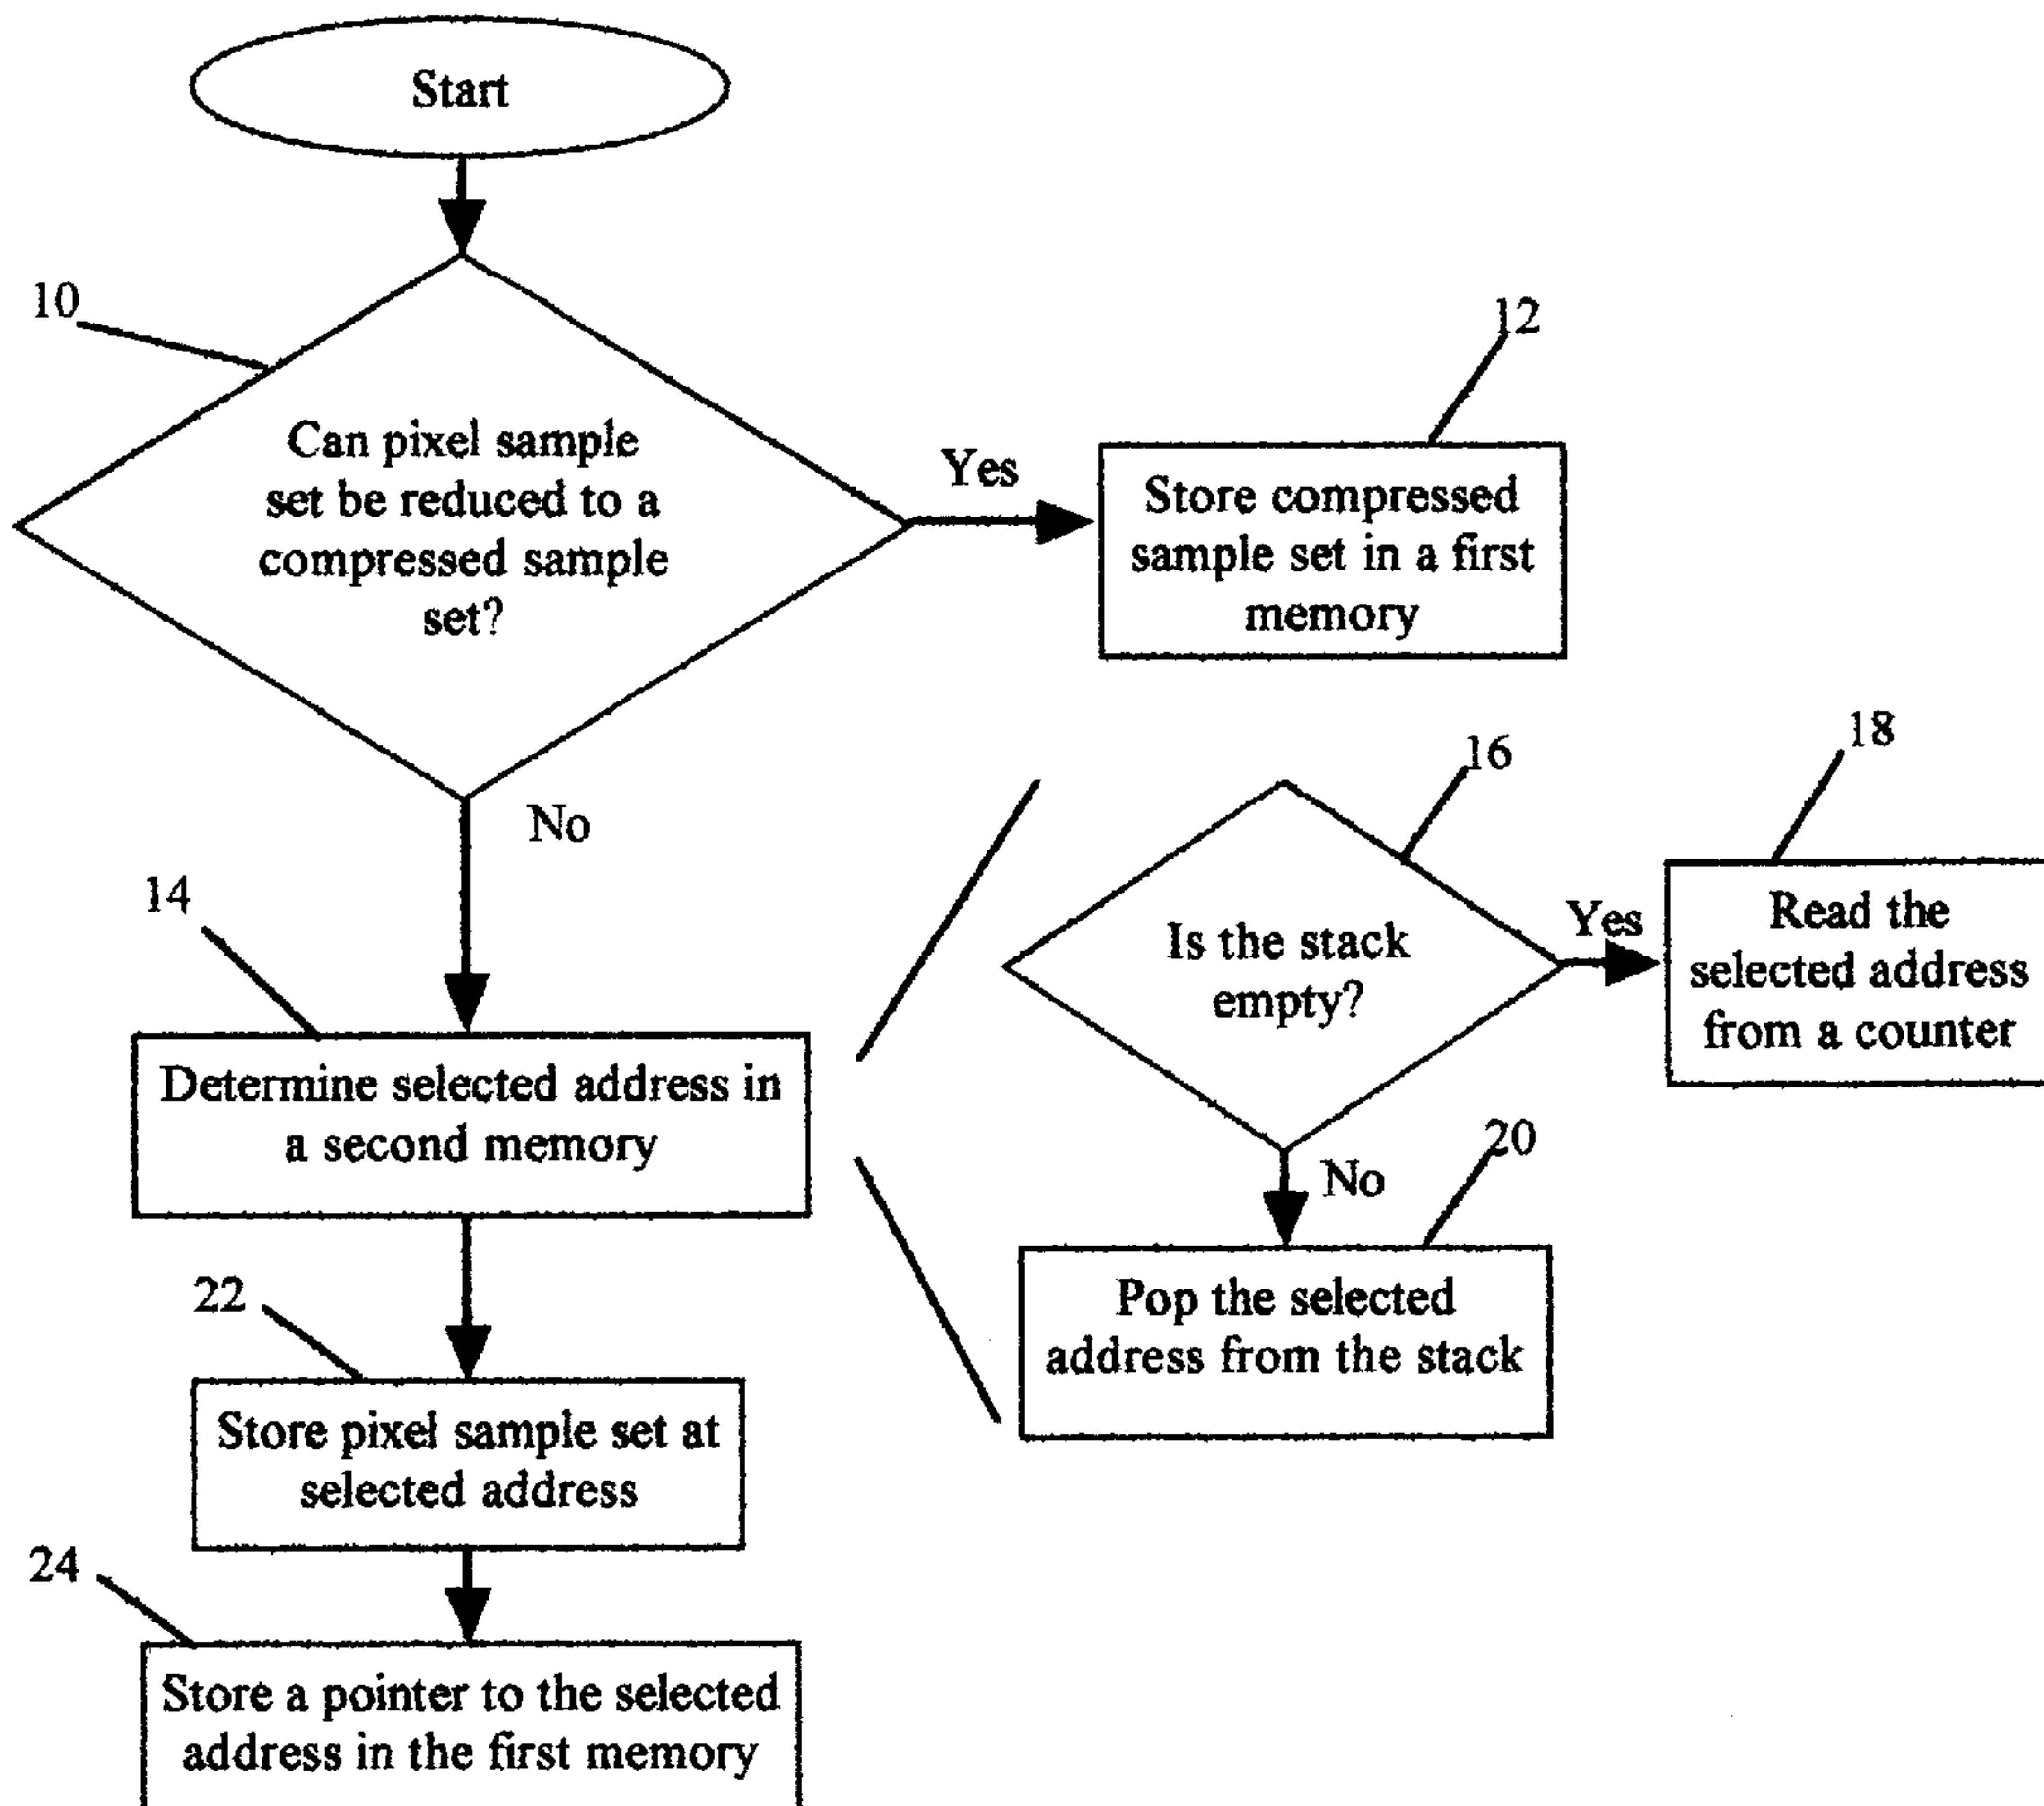 Start
10
Can pixel sample
set be reduced to a
compressed sample
set?
Yes
12
Store compressed
sample set in a first
memory
No
14
Determine selected address in
a second memory
16
Is the stack
empty?
Yes
18
Read the
selected address
from a counter
No
20
Pop the selected
address from the stack
22
Store pixel sample set at
selected address
24
Store a pointer to the selected
address in the first memory